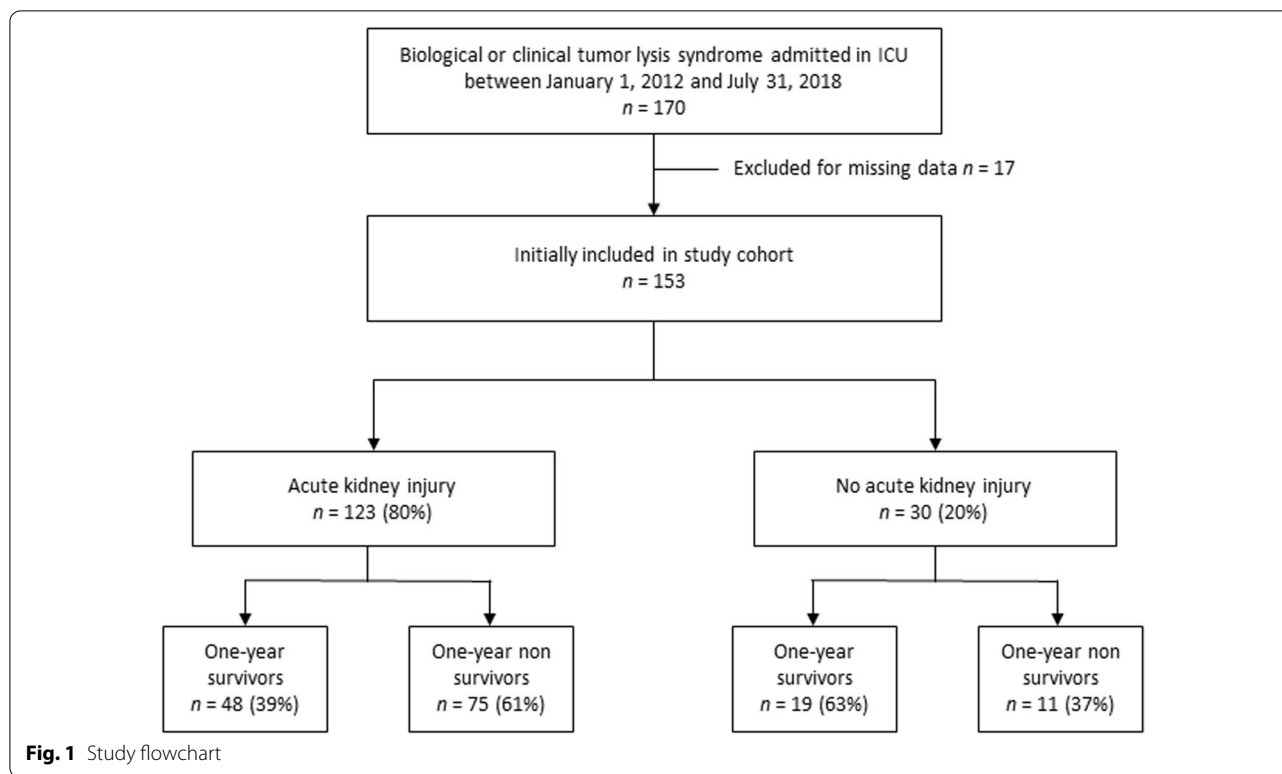 Biological or clinical tumor lysis syndrome admitted in ICU
between January 1, 2012 and July 31, 2018
n = 170
Excluded for missing data n = 17
Initially included in study cohort
n = 153
Acute kidney injury
n = 123 (80%)
No acute kidney injury
n = 30 (20%)
One-year
survivors
n = 48 (39%)
One-year non
survivors
n = 75 (61%)
One-year
survivors
n = 19 (63%)
One-year non
survivors
n = 11 (37%)
Fig. 1 Study flowchart